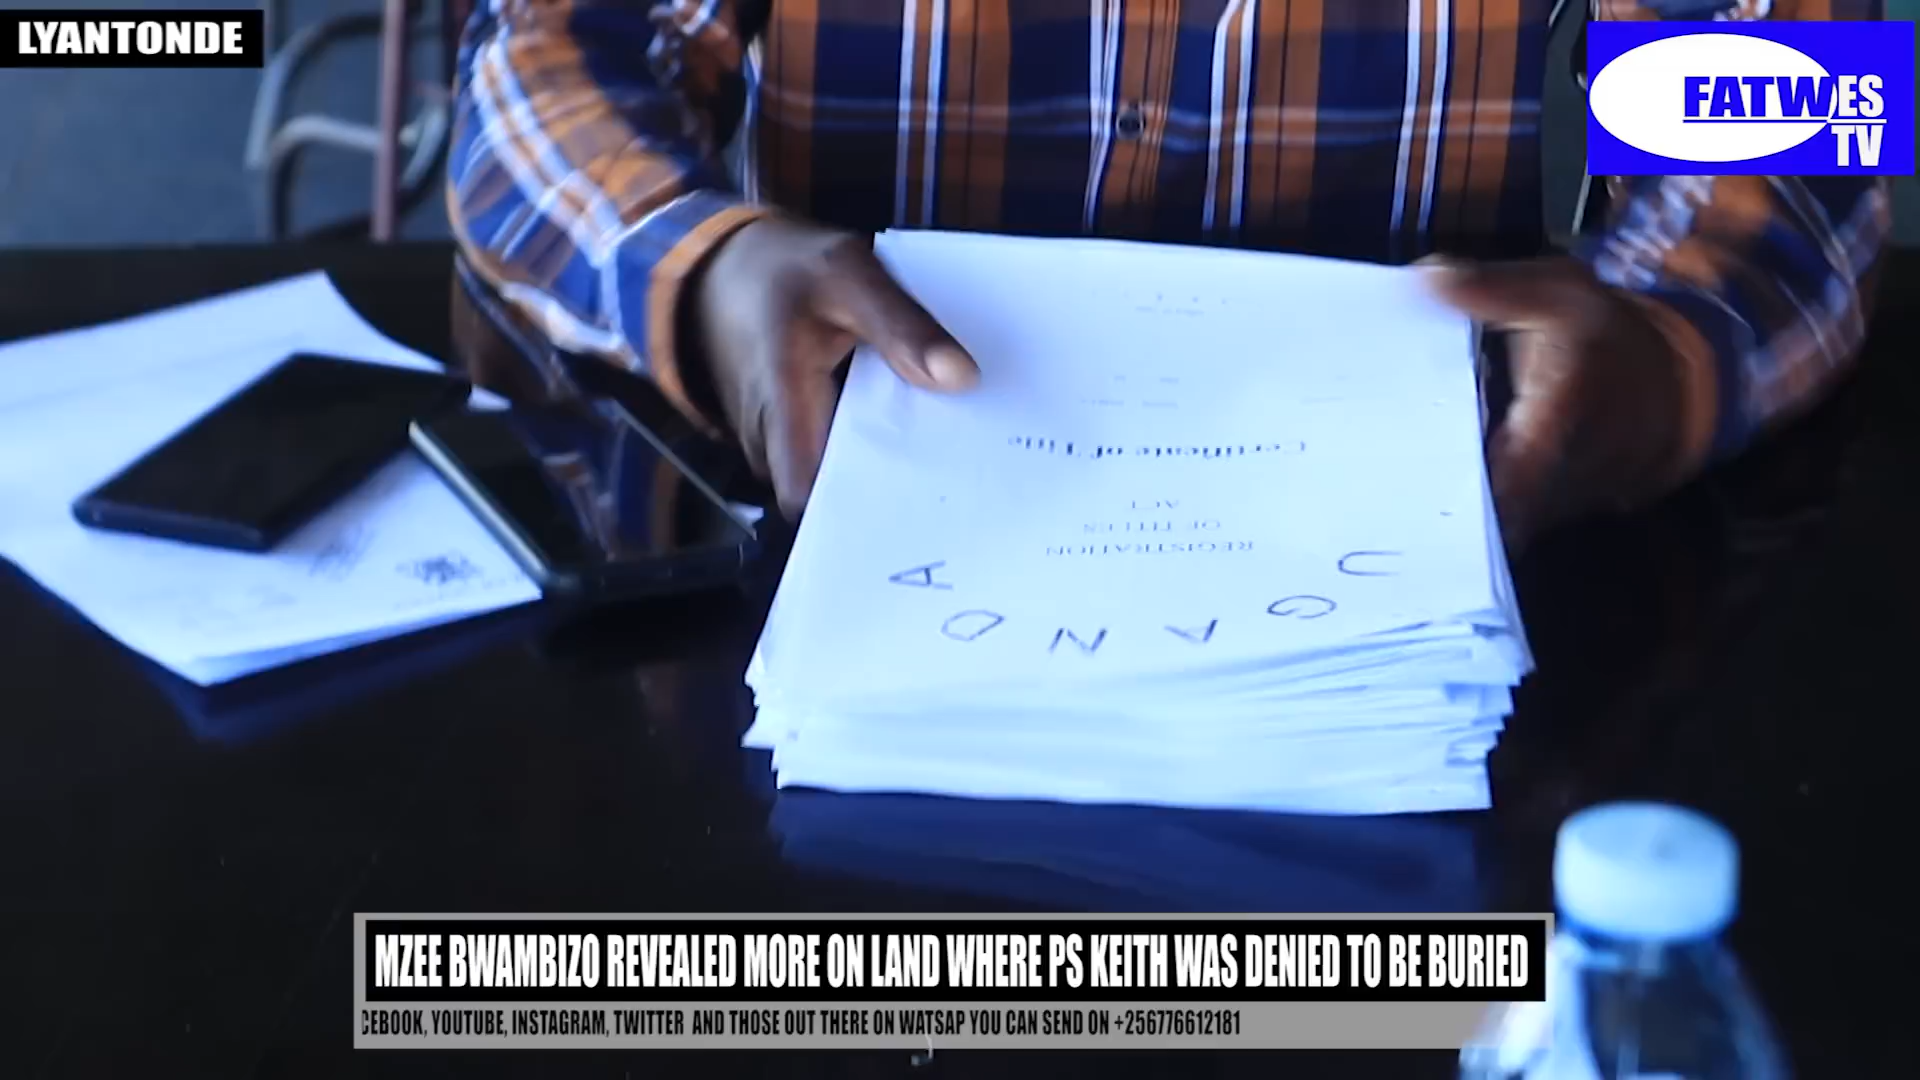 LYANTONDE
FATWES
TV
UGANDA
REGISTRATION
OF TITLES
ACT
Certificate of Title
MZEE BWAMBIZO REVEALED MORE ON LAND WHERE PS KEITH WAS DENIED TO BE BURIED
CEBOOK, YOUTUBE, INSTAGRAM, TWITTER AND THOSE OUT THERE ON WATSAP YOU CAN SEND ON +256776612181